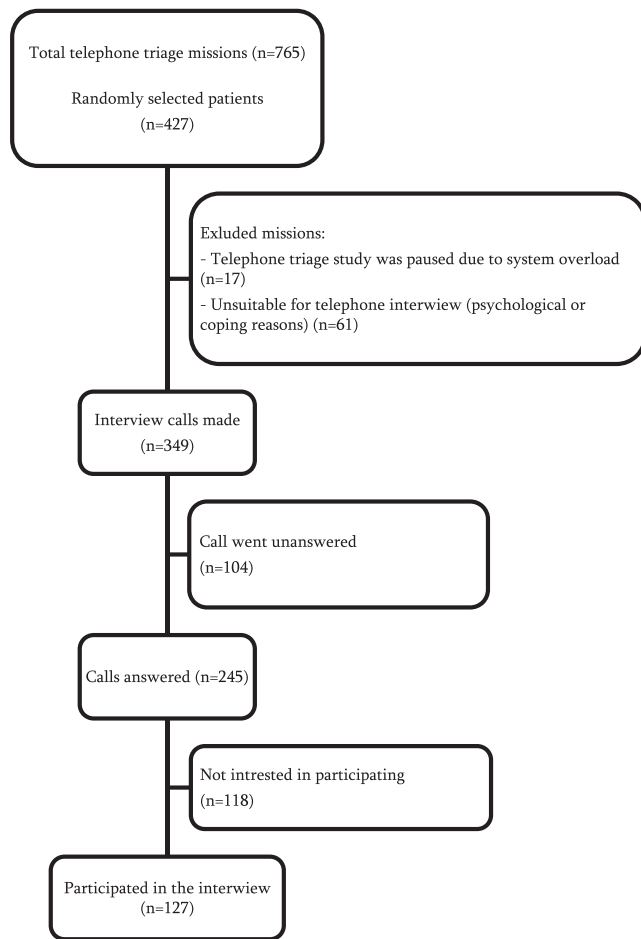 Total telephone triage missions (n=765)
Randomly selected patients
(n=427)
Exluded missions:
- Telephone triage study was paused due to system overload
(n=17)
- Unsuitable for telephone interwiew (psychological or
coping reasons) (n=61)
Interview calls made
(n=349)
Call went unanswered
(n=104)
Calls answered (n=245)
Not intrested in participating
(n=118)
Participated in the interwiew
(n=127)